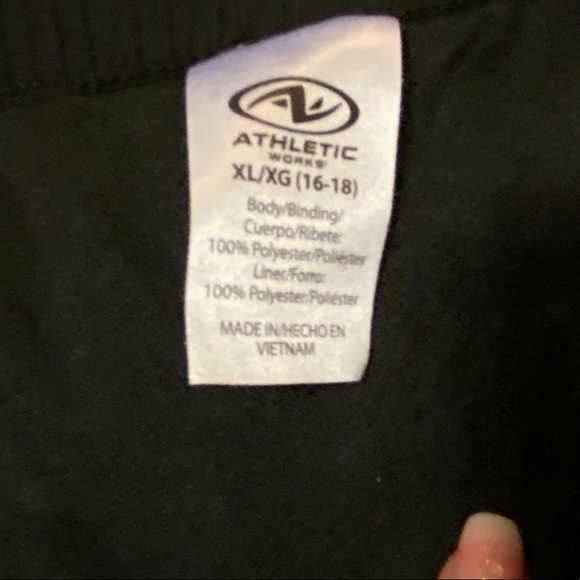 ATHLETIC
WORKS
XL/XG (16-18)
Body/Binding/
Cuerpo/Ribete:
100% Polyester/Poliéster
Liner/Forro:
100% Polyester/Poliéster
MADE IN/HECHO EN
VIETNAM